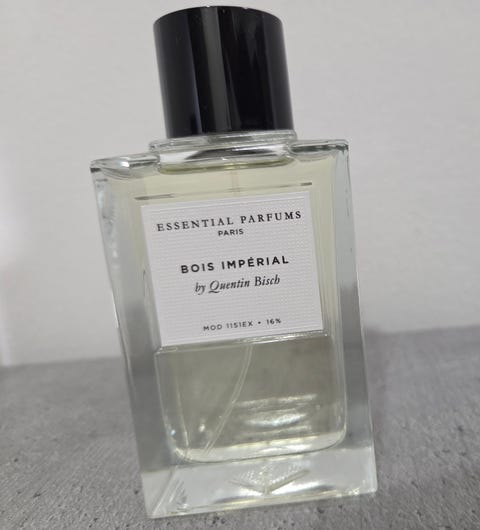 ESSENTIAL PARFUMS
PARIS
BOIS IMPÉRIAL
by Quentin Bisch
MOD 1151EX • 16%